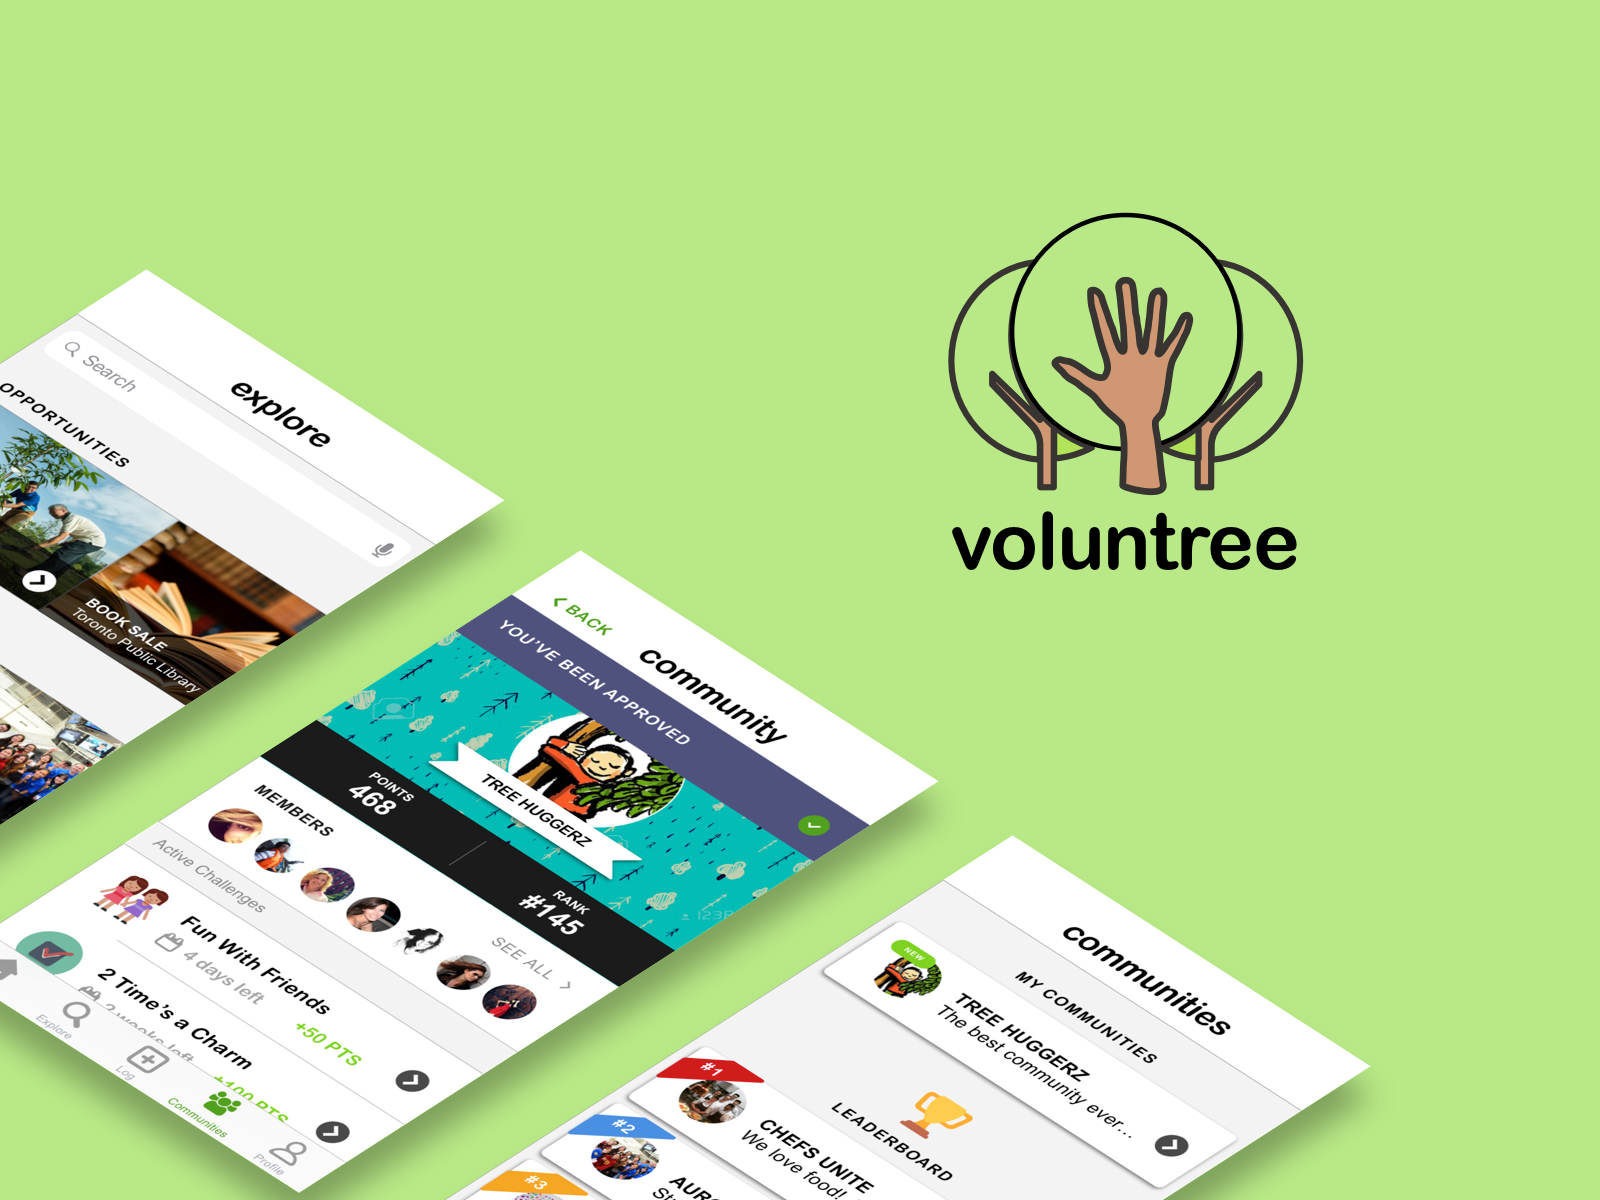 voluntree
explore
Search
OPPORTUNITIES
BOOK SALE
Toronto Public Library
BACK
community
YOU'VE BEEN APPROVED
TREE HUGGERZ
POINTS
468
RANK
#145
MEMBERS
SEE ALL
Active Challenges
Fun With Friends
4 days left
+50 PTS
2 Time's a Charm
2 weeks left
+100 PTS
Explore
Log
Communities
Profile
communities
MY COMMUNITIES
NEW
TREE HUGGERZ
The best community ever...
LEADERBOARD
#1
CHEFS UNITE
We love food!
#2
#3